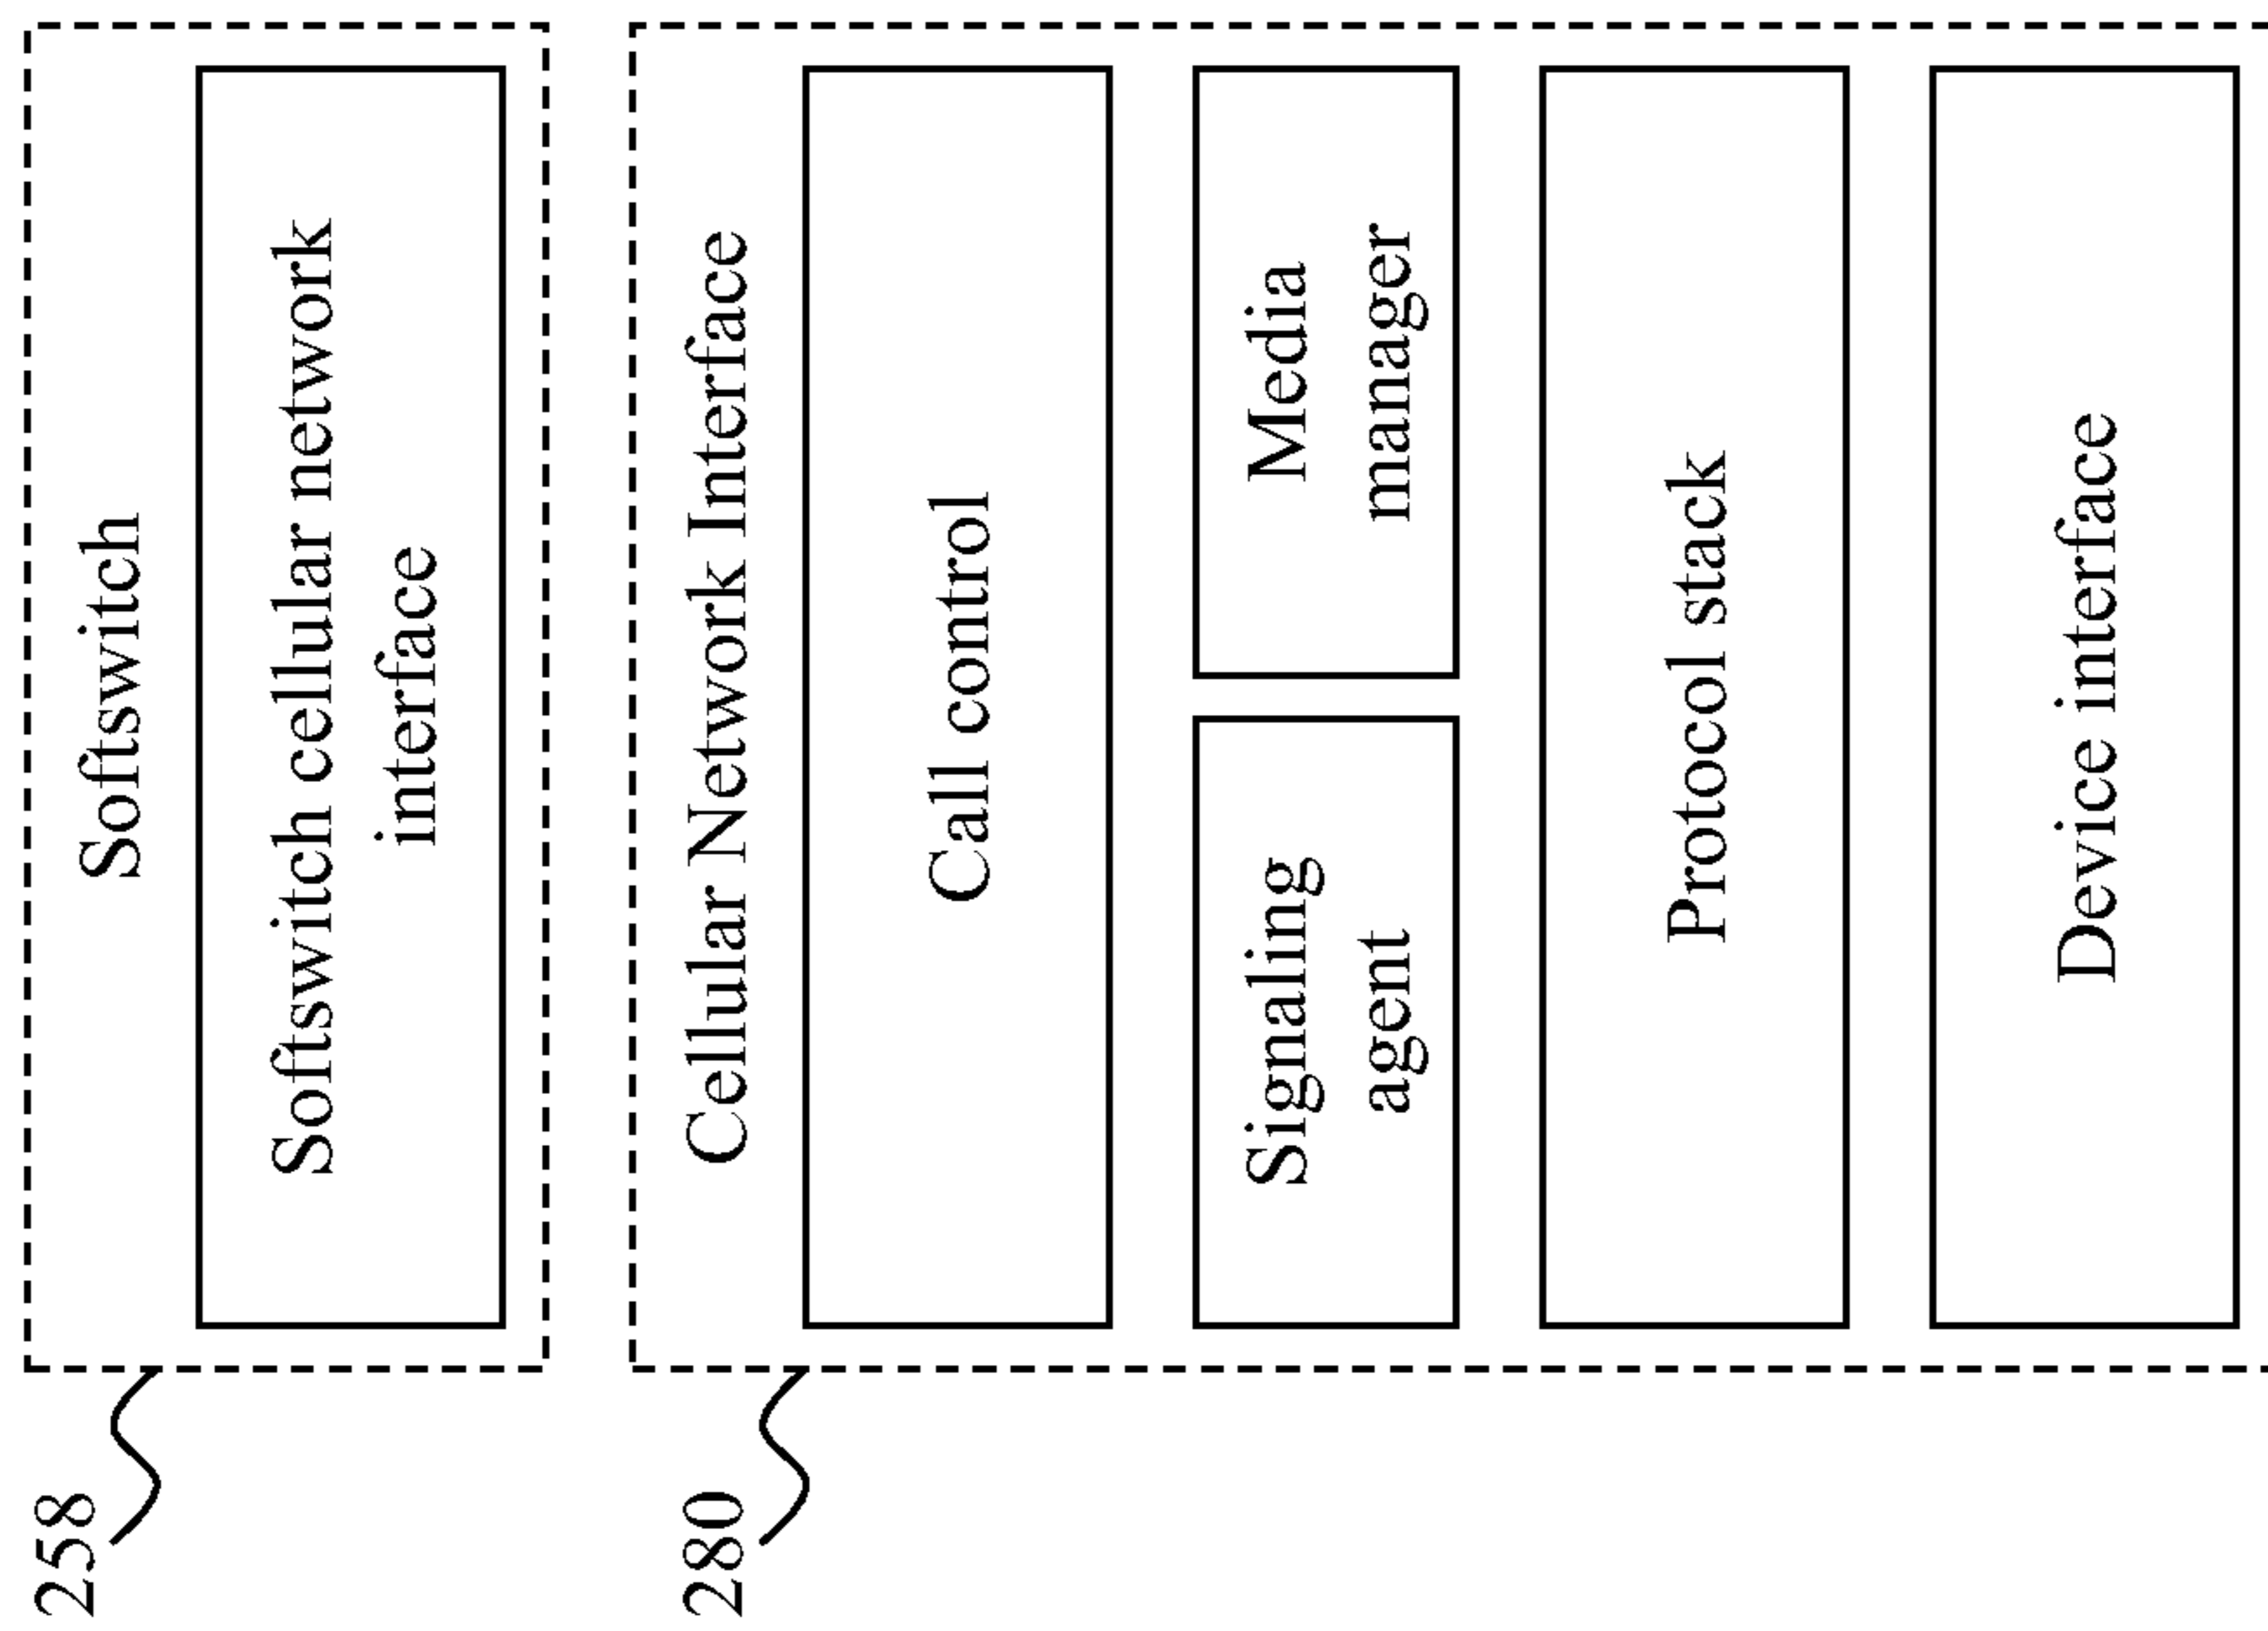 258
Softswitch
Softswitch cellular network
interface
280
Cellular Network Interface
Call control
Signaling
agent
Media
manager
Protocol stack
Device interface